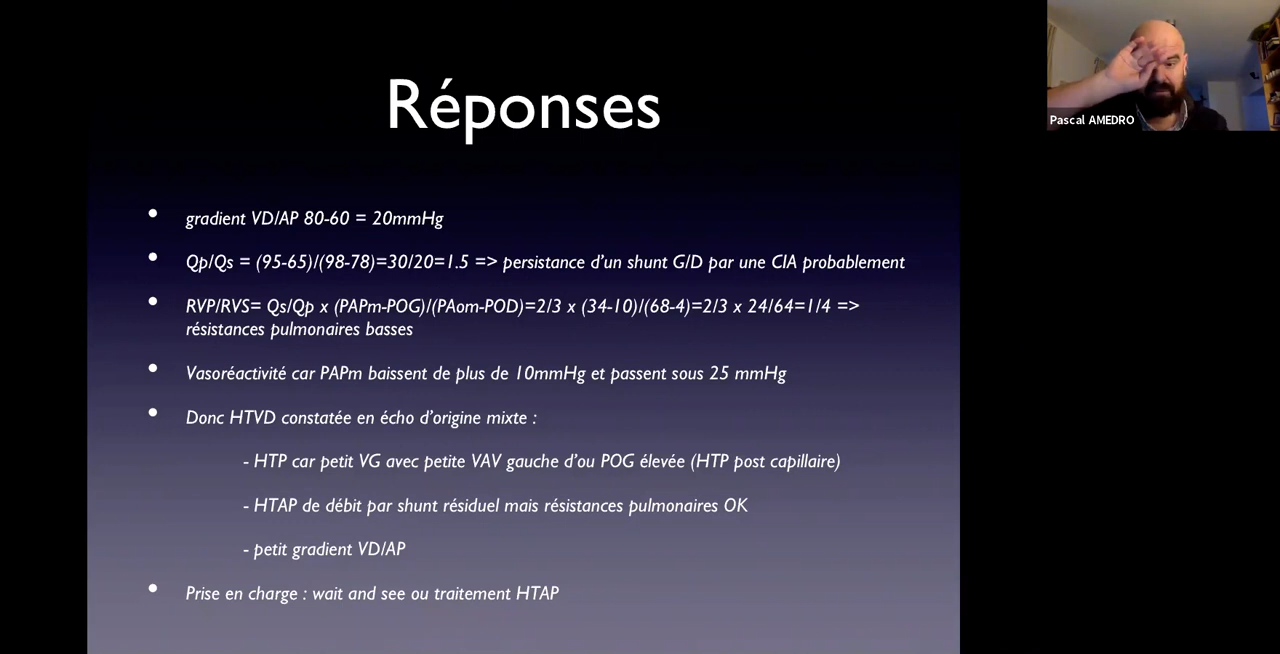 Réponses
Pascal AMEDRO
• gradient VD/AP 80-60 = 20mmHg
• Qp/Qs = (95-65)/(98-78)=30/20=1.5 => persistance d’un shunt G/D par une CIA probablement
• RVP/RVS= Qs/Qp x (PAPm-POG)/(PAom-POD)=2/3 x (34-10)/(68-4)=2/3 x 24/64=1/4 =>
résistances pulmonaires basses
• Vasoréactivité car PAPm baissent de plus de 10mmHg et passent sous 25 mmHg
• Donc HTVD constatée en écho d’origine mixte :
- HTP car petit VG avec petite VAV gauche d’ou POG élevée (HTP post capillaire)
- HTAP de débit par shunt résiduel mais résistances pulmonaires OK
- petit gradient VD/AP
• Prise en charge : wait and see ou traitement HTAP